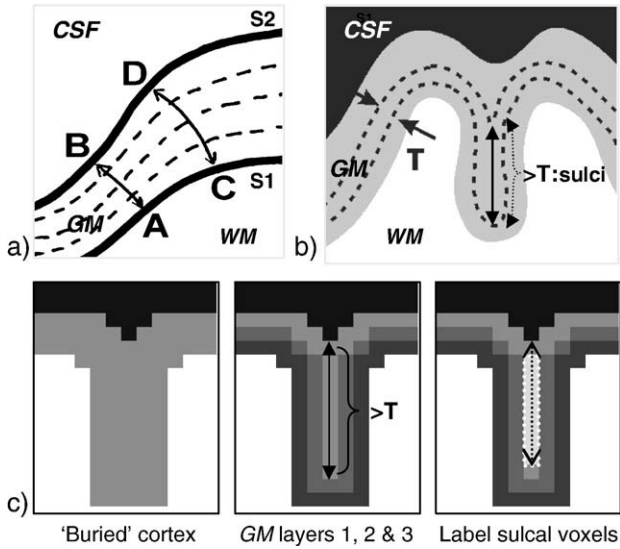 CSF
S2
D
B
GM
A
C
S1
WM
a)
S1
CSF
GM
T
>T:sulci
WM
b)
>T
c)
'Buried' cortex
GM layers 1, 2 & 3
Label sulcal voxels